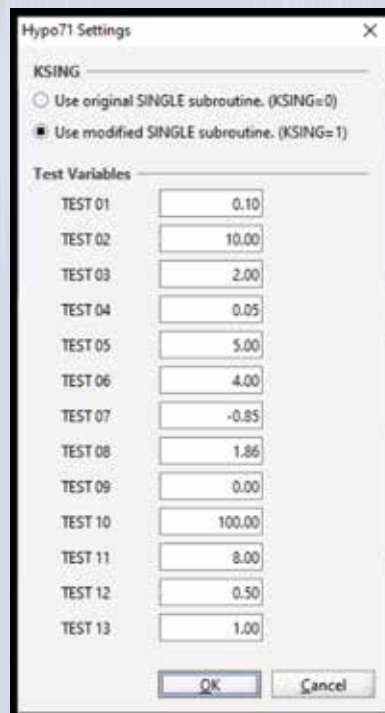 Hypo71 Settings
KSING
Use original SINGLE subroutine. (KSING=0)
Use modified SINGLE subroutine. (KSING=1)
Test Variables
TEST 01 0.10
TEST 02 10.00
TEST 03 2.00
TEST 04 0.05
TEST 05 5.00
TEST 06 4.00
TEST 07 -0.85
TEST 08 1.86
TEST 09 0.00
TEST 10 100.00
TEST 11 8.00
TEST 12 0.50
TEST 13 1.00
OK Cancel